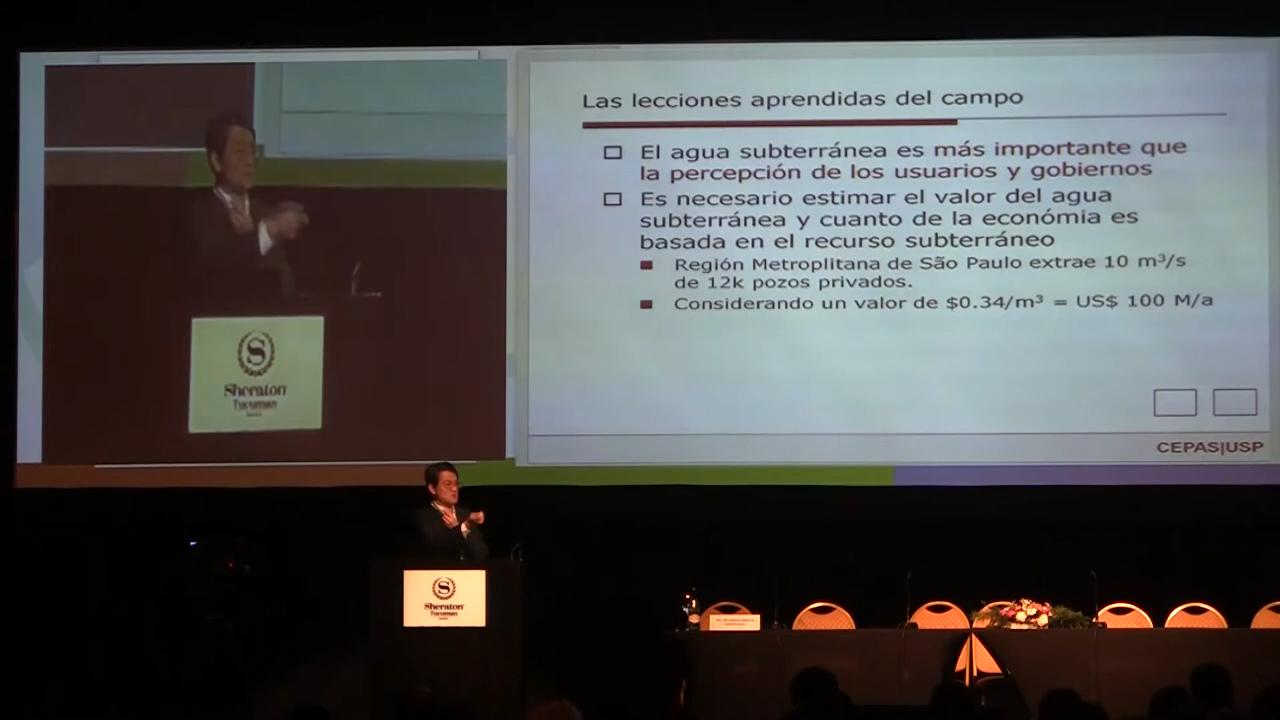 Las lecciones aprendidas del campo
El agua subterránea es más importante que
la percepción de los usuarios y gobiernos
Es necesario estimar el valor del agua
subterránea y cuanto de la económia es
basada en el recurso subterráneo
Región Metroplitana de São Paulo extrae 10 m³/s
de 12k pozos privados.
Considerando un valor de $0.34/m³ = US$ 100 M/a
CEPAS|USP
S
Sheraton
Tucuman
S
Sheraton
Tucuman